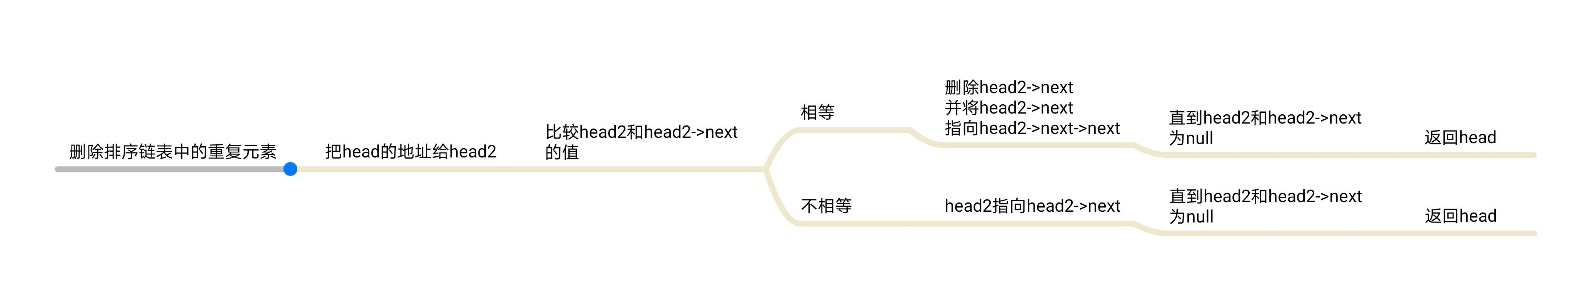 删除排序链表中的重复元素
把head的地址给head2
比较head2和head2->next
的值
相等
删除head2->next
并将head2->next
指向head2->next->next
直到head2和head2->next
为null
返回head
不相等
head2指向head2->next
直到head2和head2->next
为null
返回head